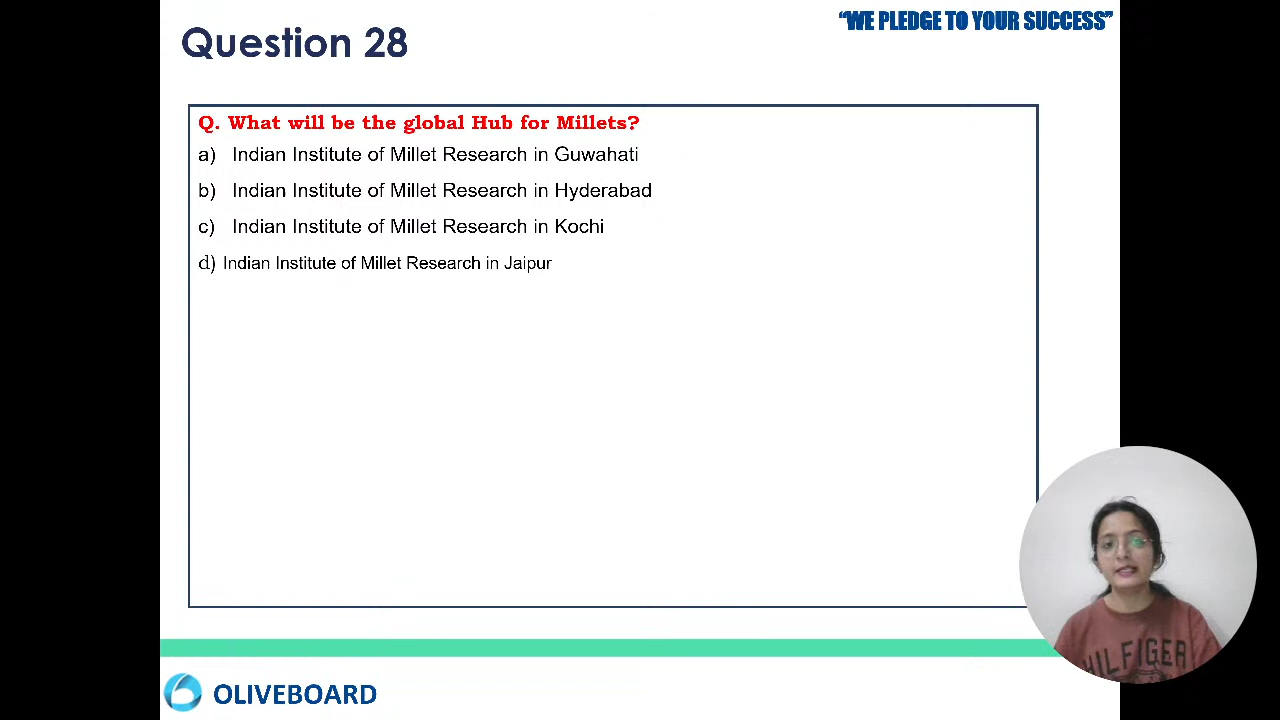 "WE PLEDGE TO YOUR SUCCESS"
Question 28
Q. What will be the global Hub for Millets?
a) Indian Institute of Millet Research in Guwahati
b) Indian Institute of Millet Research in Hyderabad
c) Indian Institute of Millet Research in Kochi
d) Indian Institute of Millet Research in Jaipur
HILFIGER
OLIVEBOARD